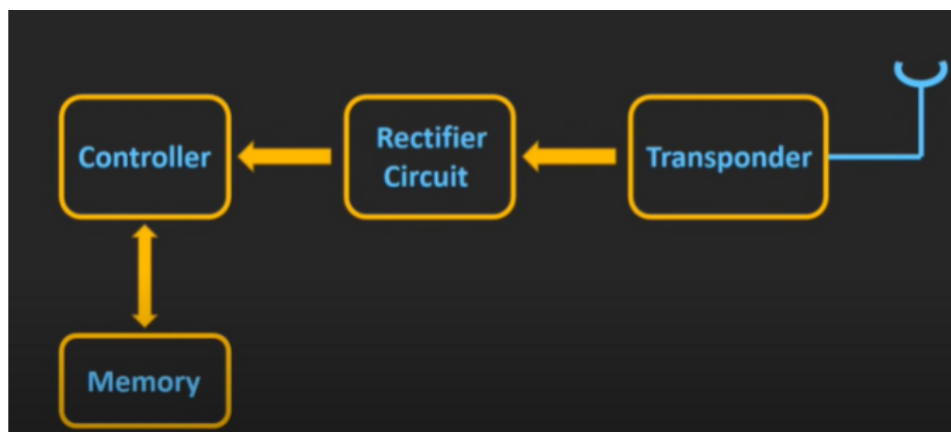 Controller
Rectifier
Circuit
Transponder
Memory